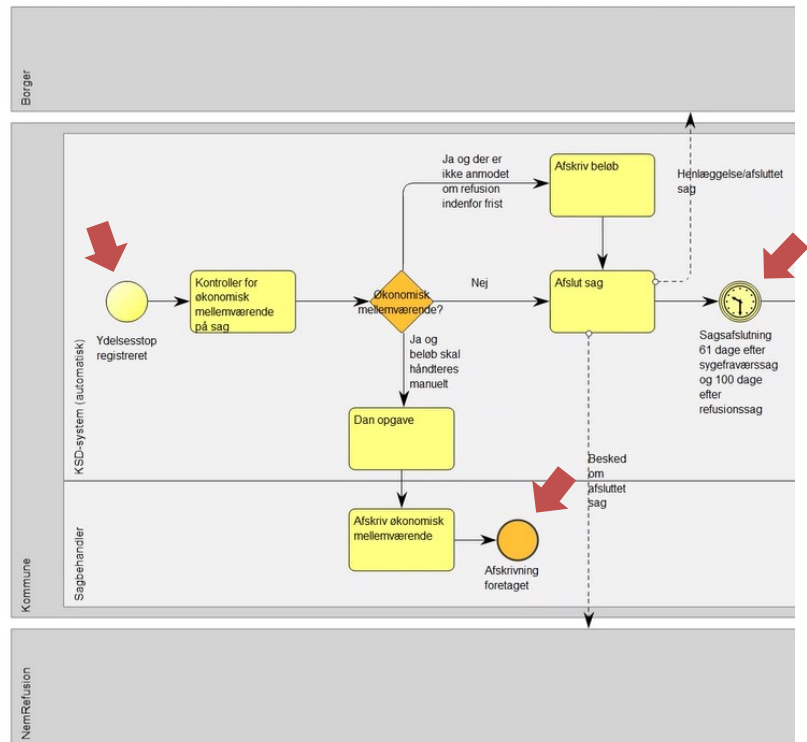 Borger
Kommune
KSD-system (automatisk)
Ydelsesstop
registreret
Kontroller for
økonomisk
mellemværende
på sag
Økonomisk
mellemværende?
Ja og der er
ikke anmodet
om refusion
indenfor frist
Afskriv beløb
Henlæggelse/afsluttet
sag
Nej
Afslut sag
Sagsafslutning
61 dage efter
sygefraværssag
og 100 dage
efter
refusionssag
Ja og
beløb skal
håndteres
manuelt
Dan opgave
Besked
om
afsluttet
sag
Sagbehandler
Afskriv økonomisk
mellemværende
Afskrivning
foretaget
NemRefusion